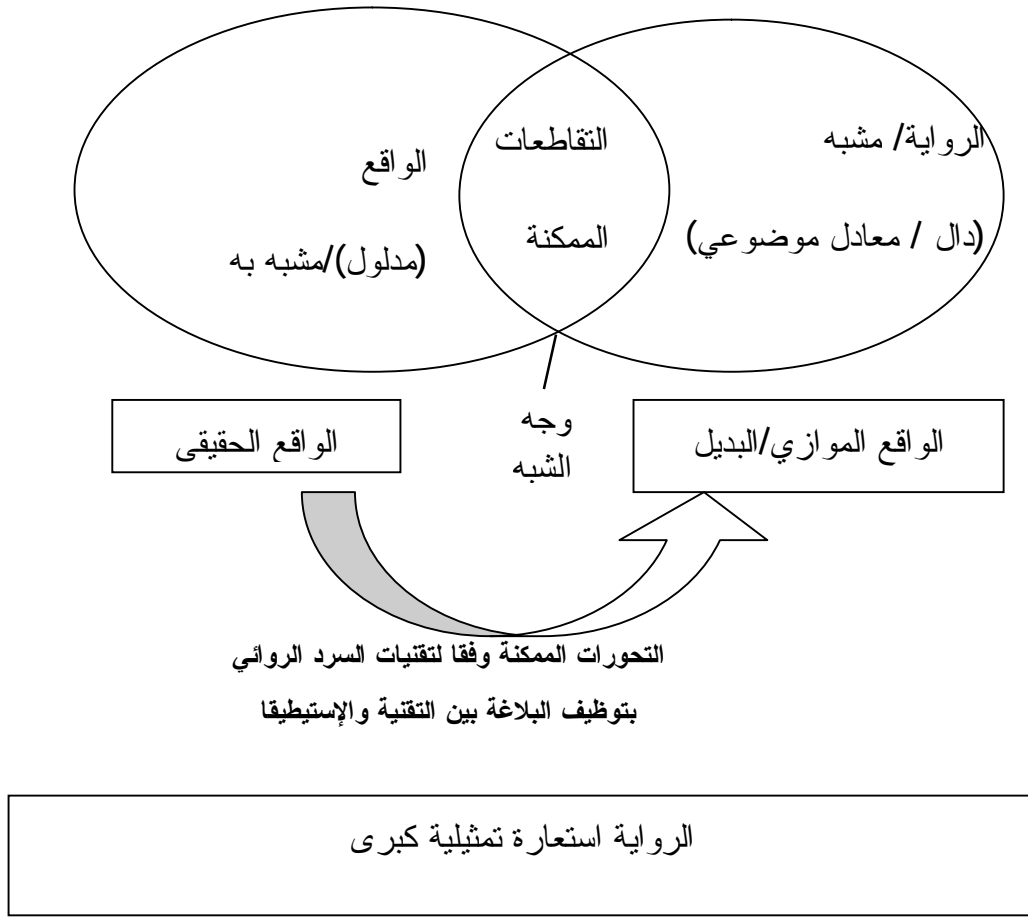 الرواية/ مشبه
(دال / معادل موضوعي)
التقاطعات
الممكنة
الواقع
(مدلول)/مشبه به
وجه
الشبه
الواقع الموازي/البديل
الواقع الحقيقي
التحورات الممكنة وفقا لتقنيات السرد الروائي
بتوظيف البلاغة بين التقنية والإستيطيقا
الرواية استعارة تمثيلية كبرى